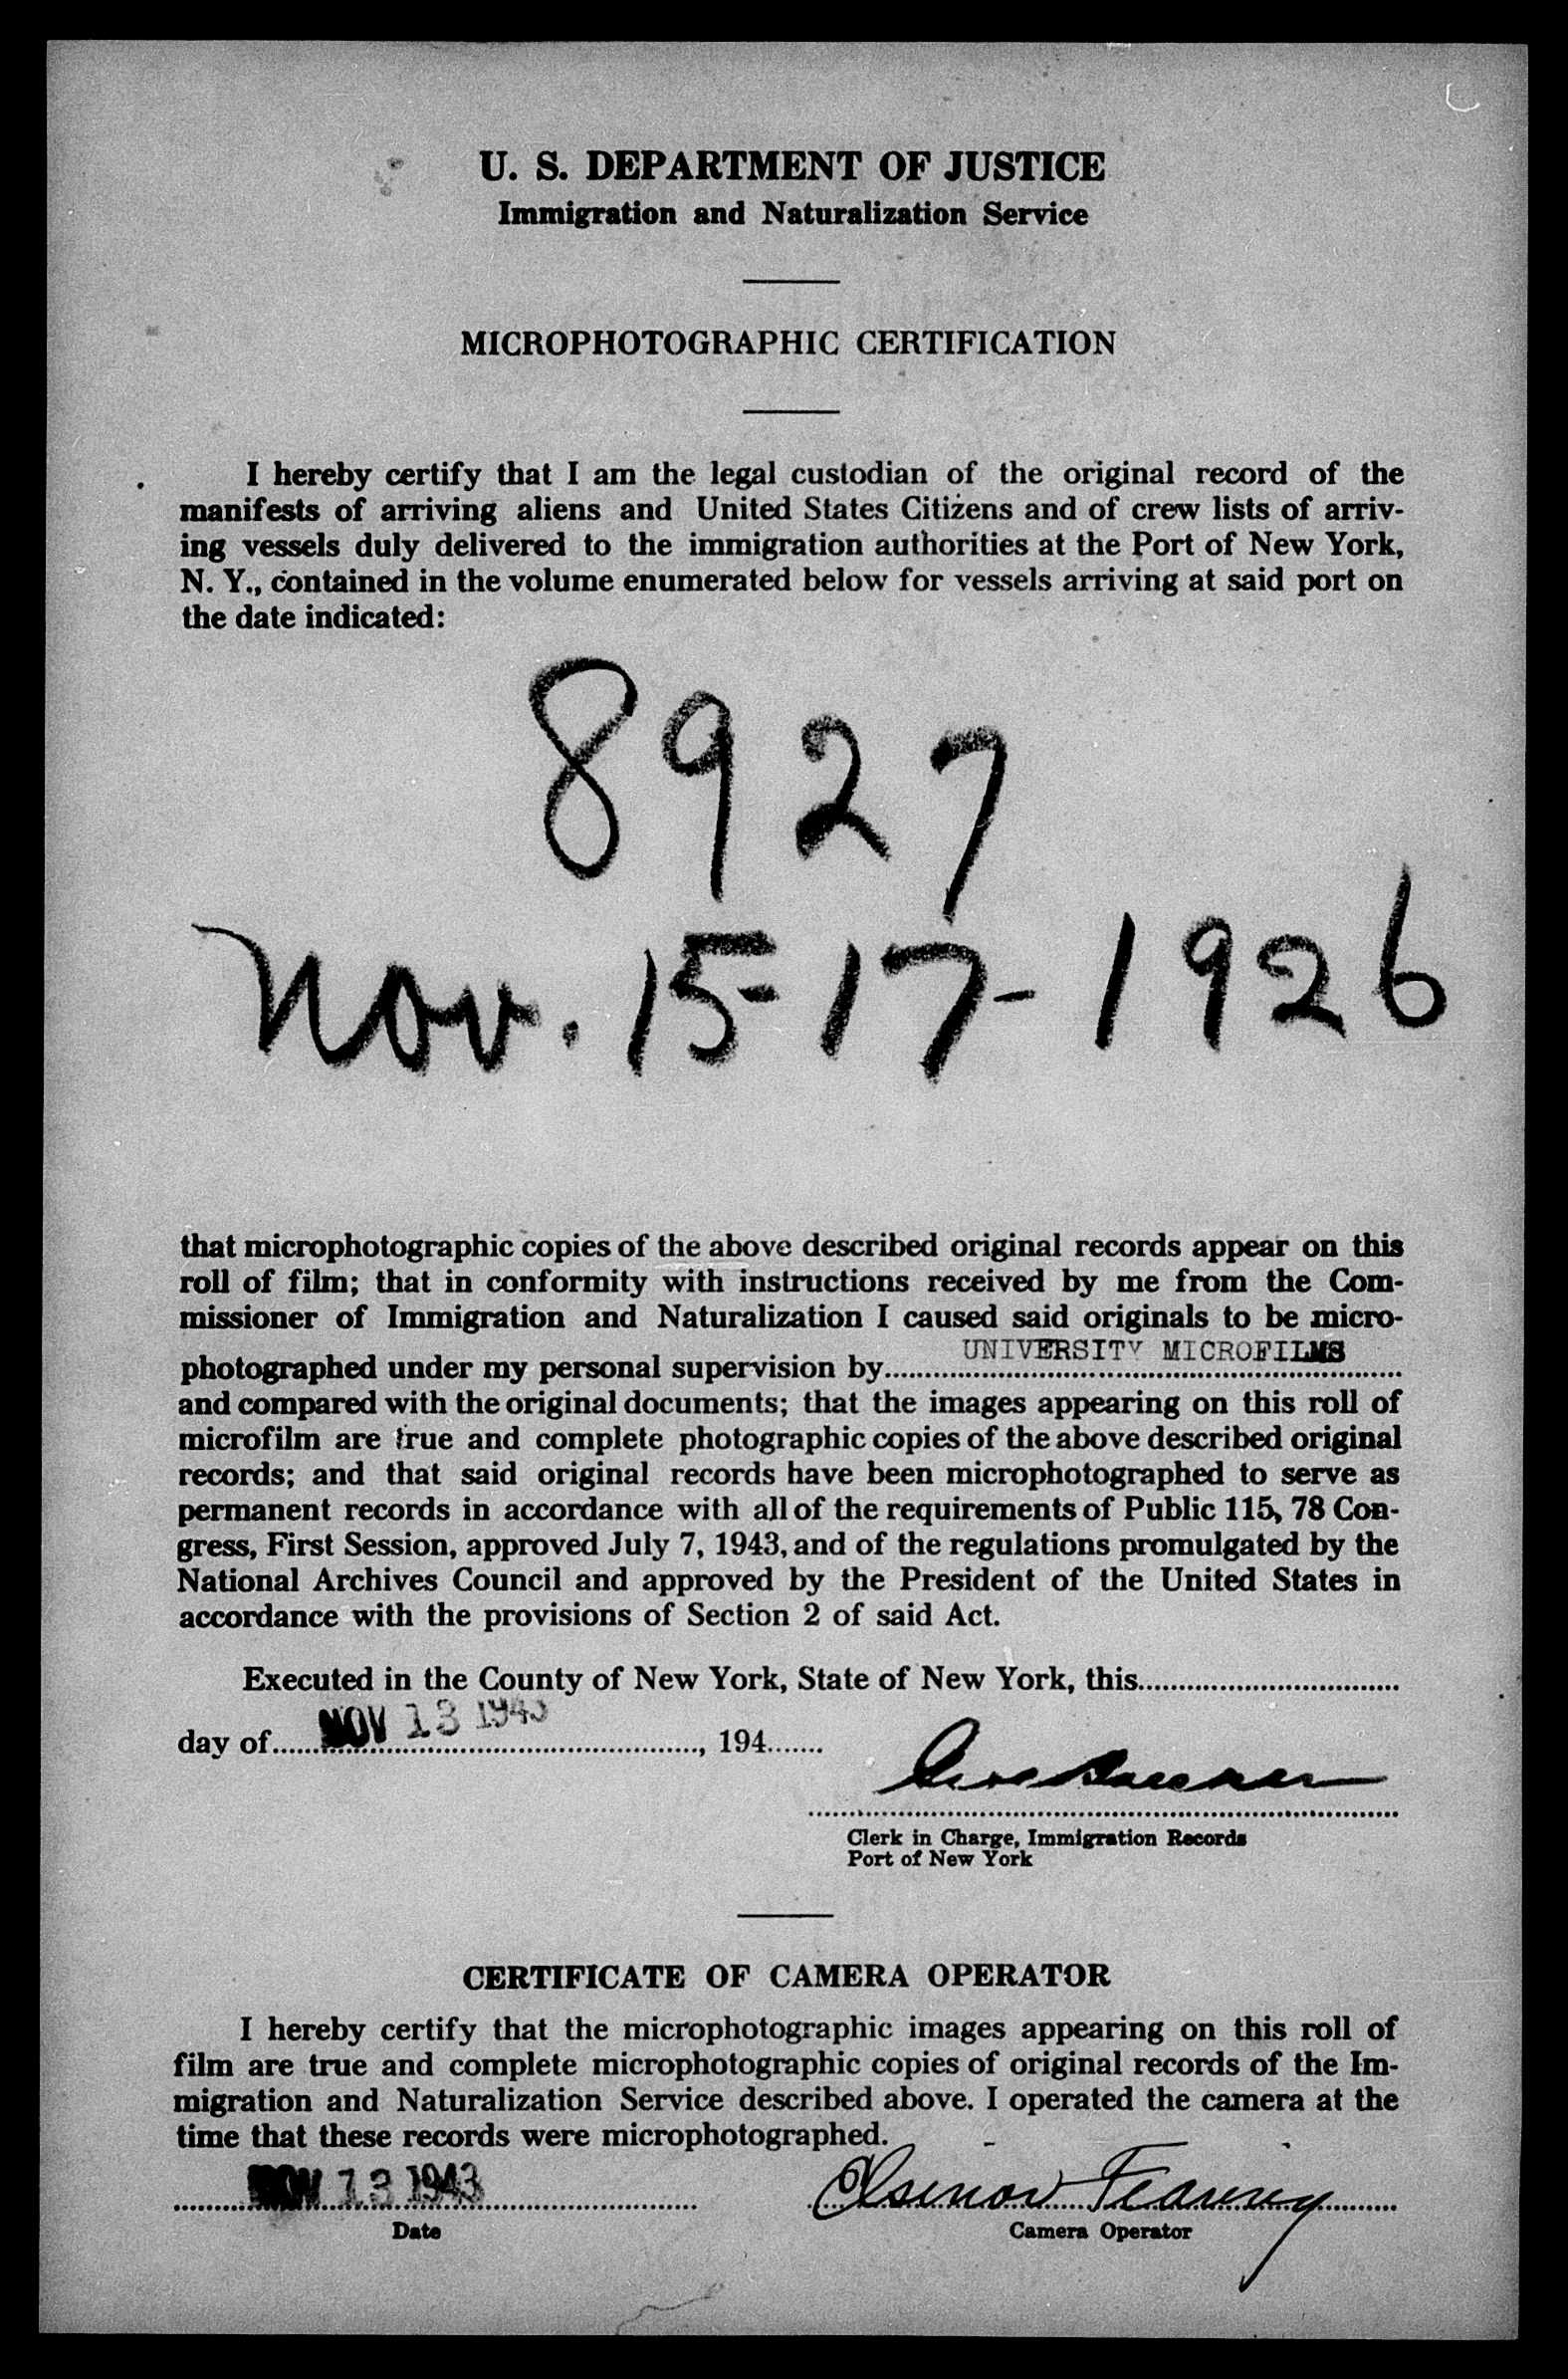 U. S. DEPARTMENT OF JUSTICE
Immigration and Naturalization Service
MICROPHOTOGRAPHIC CERTIFICATION
I hereby certify that I am the legal custodian of the original record of the
manifests of arriving aliens and United States Citizens and of crew lists of arriv-
ing vessels duly delivered to the immigration authorities at the Port of New York,
N. Y., contained in the volume enumerated below for vessels arriving at said port on
the date indicated:
8927
Nov. 15-17-1926
that microphotographic copies of the above described original records appear on this
roll of film; that in conformity with instructions received by me from the Com-
missioner of Immigration and Naturalization I caused said originals to be micro-
photographed under my personal supervision by UNIVERSITY MICROFILMS
and compared with the original documents; that the images appearing on this roll of
microfilm are true and complete photographic copies of the above described original
records; and that said original records have been microphotographed to serve as
permanent records in accordance with all of the requirements of Public 115, 78 Con-
gress, First Session, approved July 7, 1943, and of the regulations promulgated by the
National Archives Council and approved by the President of the United States in
accordance with the provisions of Section 2 of said Act.
Executed in the County of New York, State of New York, this
day of NOV 13 1943, 194
Clerk in Charge, Immigration Records
Port of New York
CERTIFICATE OF CAMERA OPERATOR
I hereby certify that the microphotographic images appearing on this roll of
film are true and complete microphotographic copies of original records of the Im-
migration and Naturalization Service described above. I operated the camera at the
time that these records were microphotographed.
NOV 13 1943
Date
Camera Operator